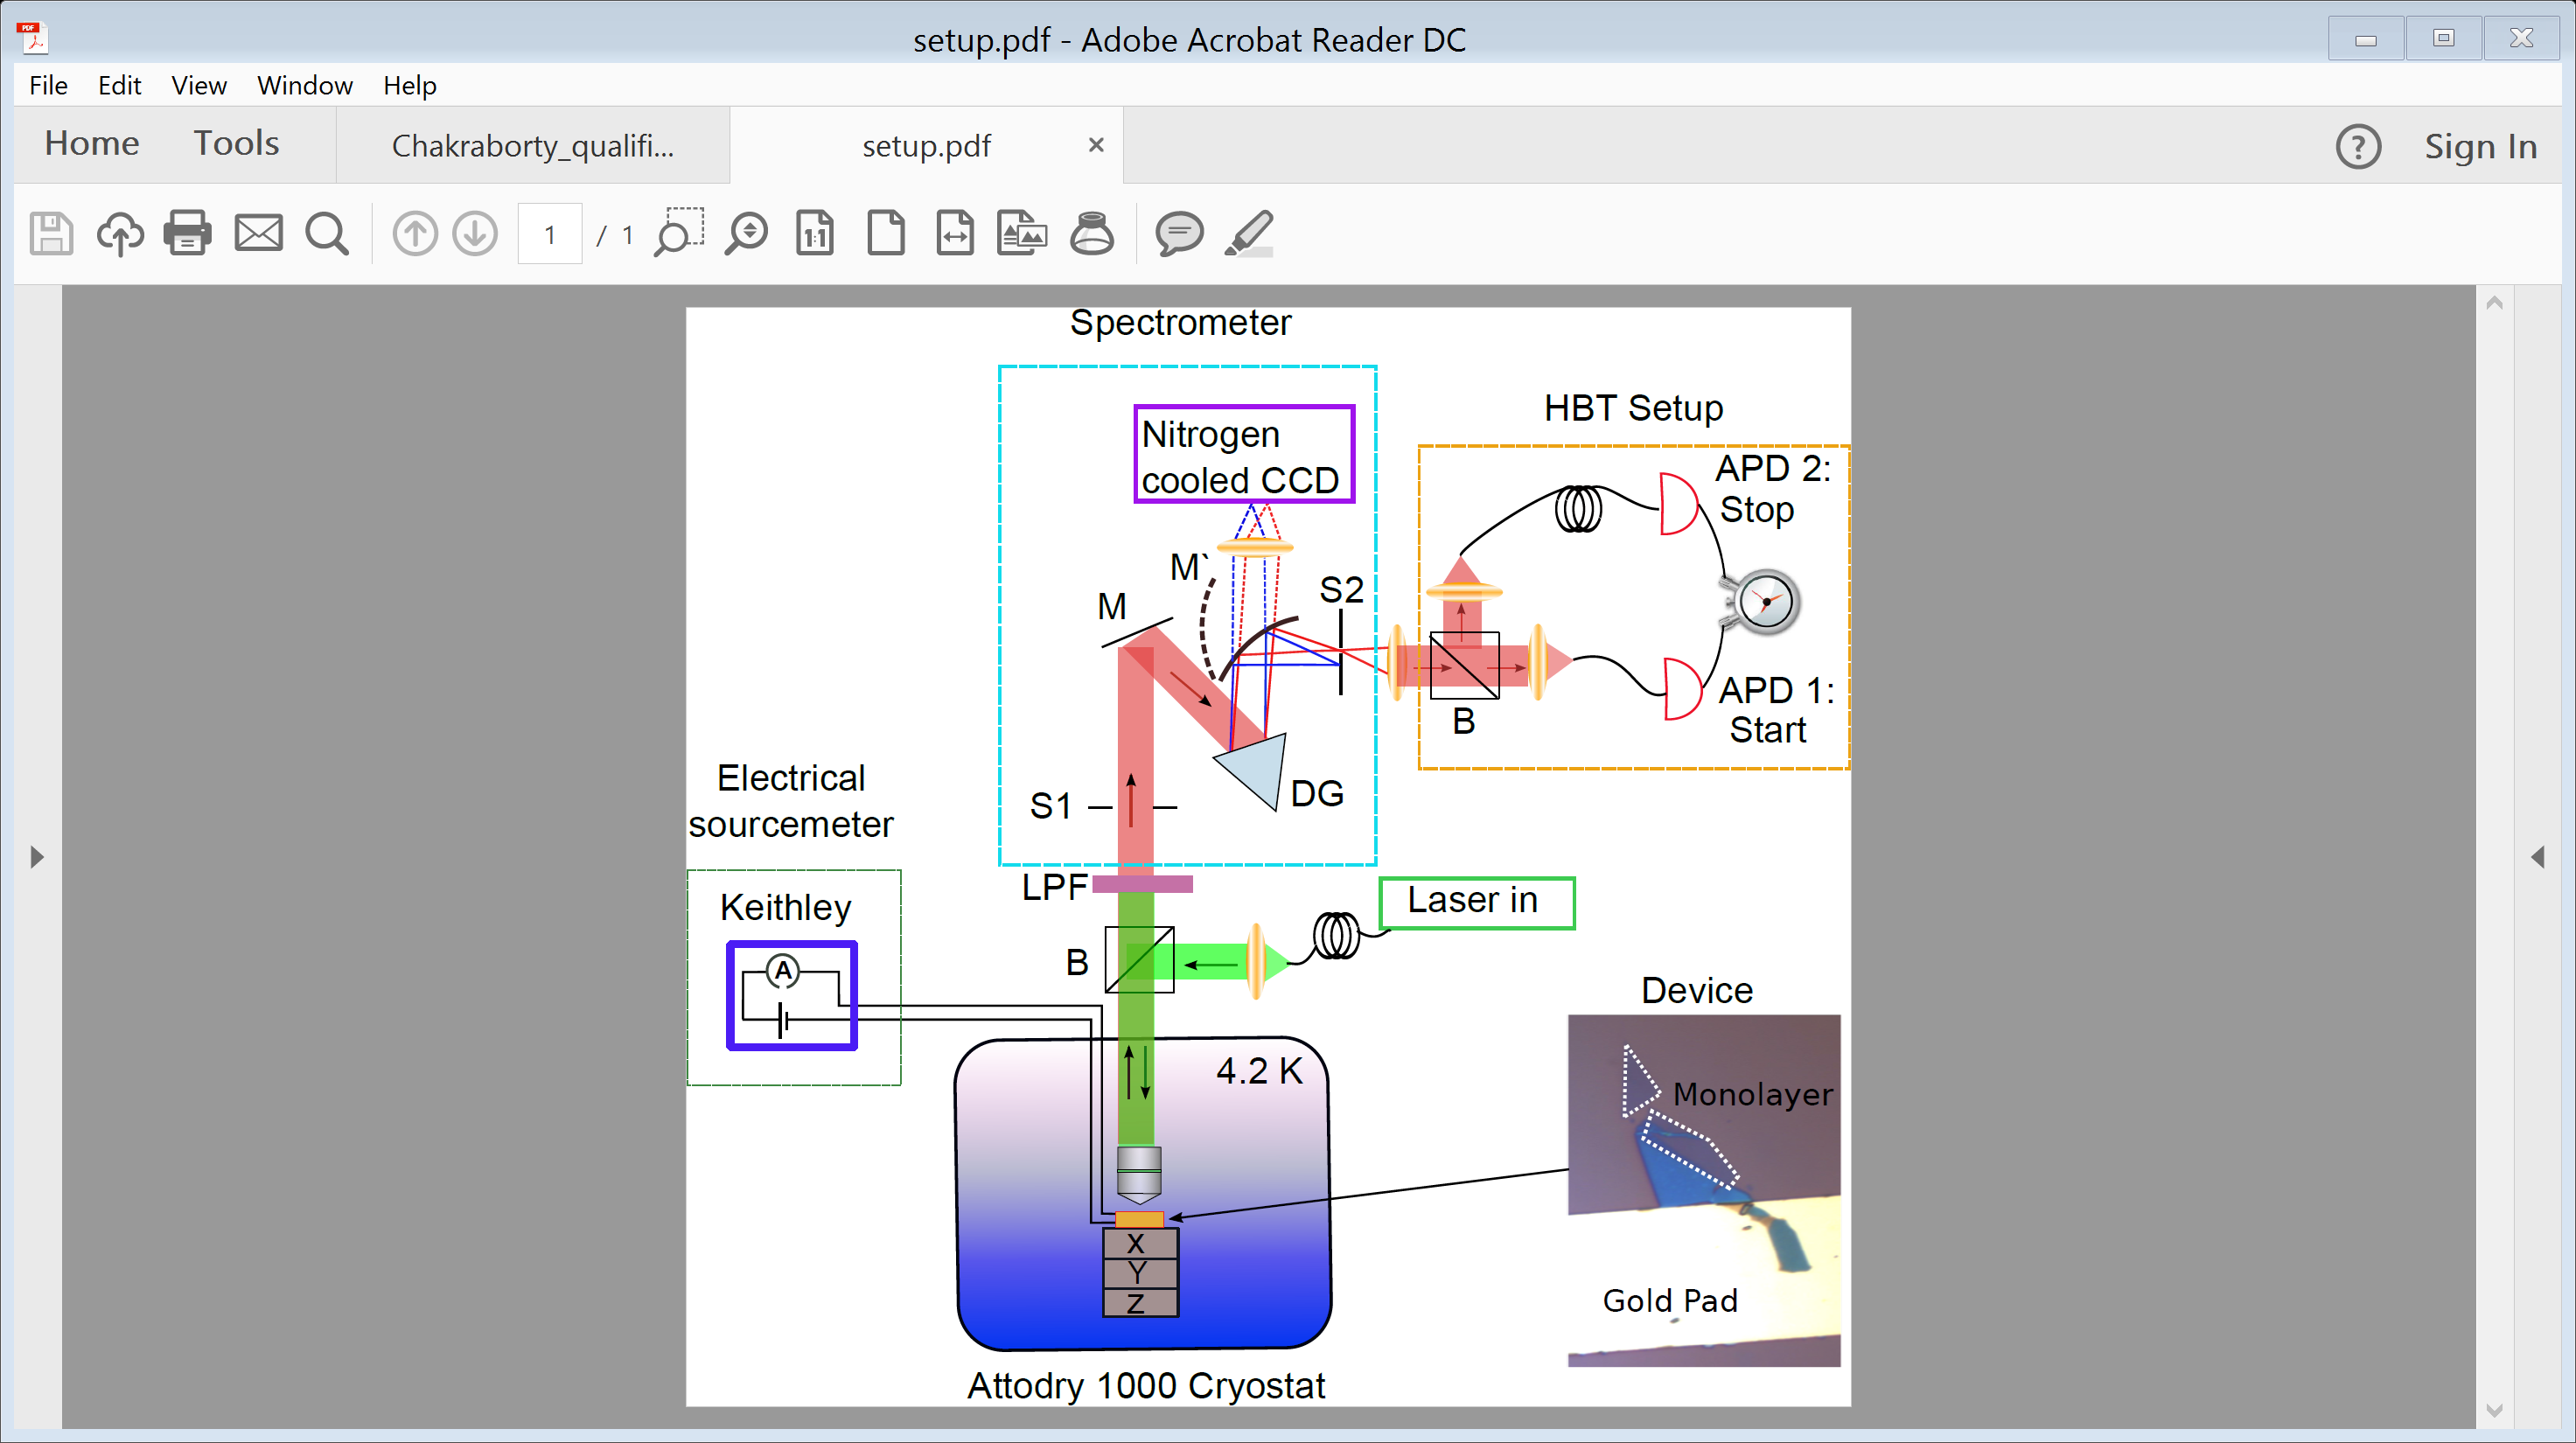 setup.pdf - Adobe Acrobat Reader DC
File Edit View Window Help
Home Tools Chakraborty_qualifi... setup.pdf × ? Sign In
1 / 1 1:1
Spectrometer
Nitrogen
cooled CCD
HBT Setup
APD 2:
Stop
M`
M
S2
B
APD 1:
Start
S1
DG
Electrical
sourcemeter
LPF
Keithley
A
Laser in
B
4.2 K
X
Y
Z
Attodry 1000 Cryostat
Device
Monolayer
Gold Pad